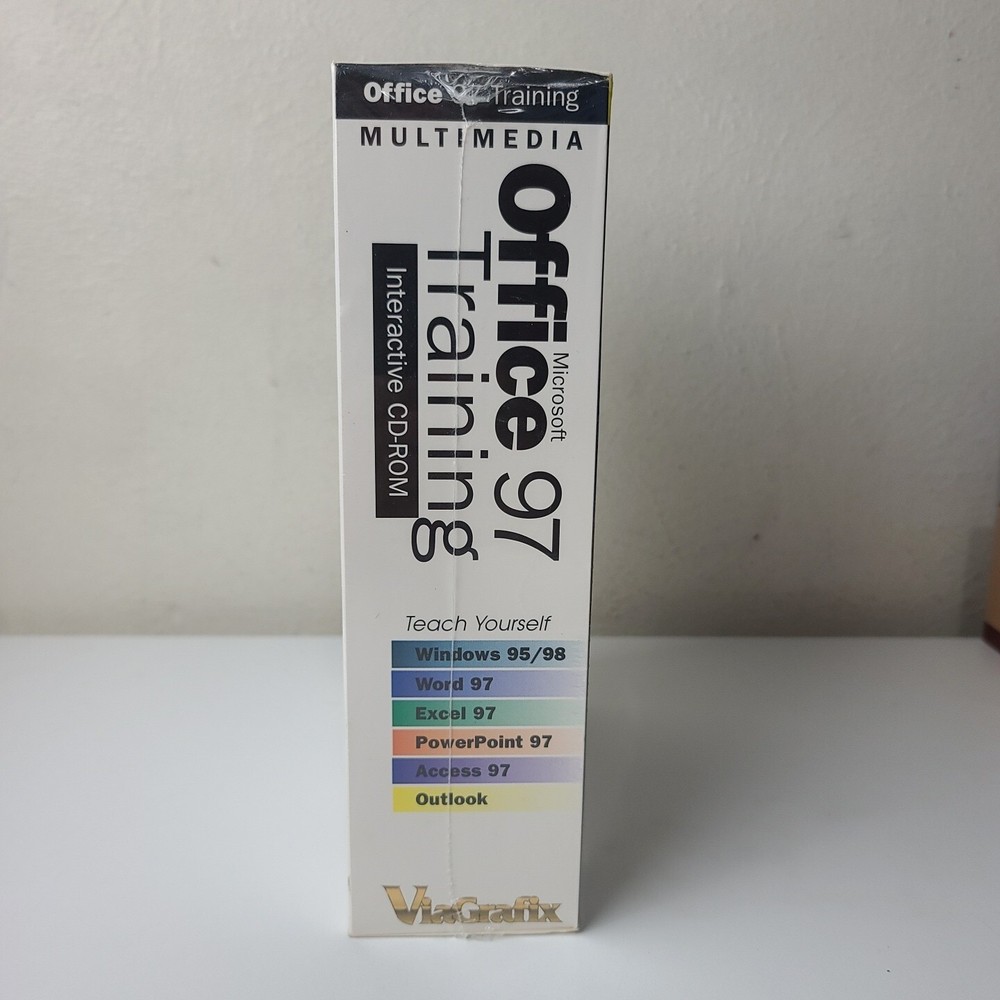 Office 97 Training
MULTIMEDIA
Microsoft
Office 97
Training
Interactive CD-ROM
Teach Yourself
Windows 95/98
Word 97
Excel 97
PowerPoint 97
Access 97
Outlook
ViaGrafix